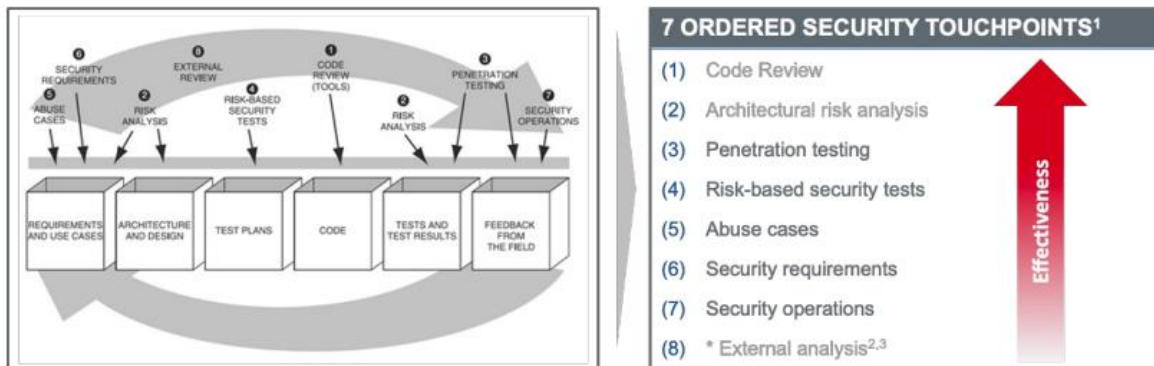 6
SECURITY
REQUIREMENTS
5
ABUSE
CASES
2
RISK
ANALYSIS
8
EXTERNAL
REVIEW
4
RISK-BASED
SECURITY
TESTS
1
CODE
REVIEW
(TOOLS)
2
RISK
ANALYSIS
3
PENETRATION
TESTING
7
SECURITY
OPERATIONS
REQUIREMENTS
AND USE CASES
ARCHITECTURE
AND DESIGN
TEST PLANS
CODE
TESTS AND
TEST RESULTS
FEEDBACK
FROM
THE FIELD
7 ORDERED SECURITY TOUCHPOINTS¹
(1) Code Review
(2) Architectural risk analysis
(3) Penetration testing
(4) Risk-based security tests
(5) Abuse cases
(6) Security requirements
(7) Security operations
(8) * External analysis²,³
Effectiveness